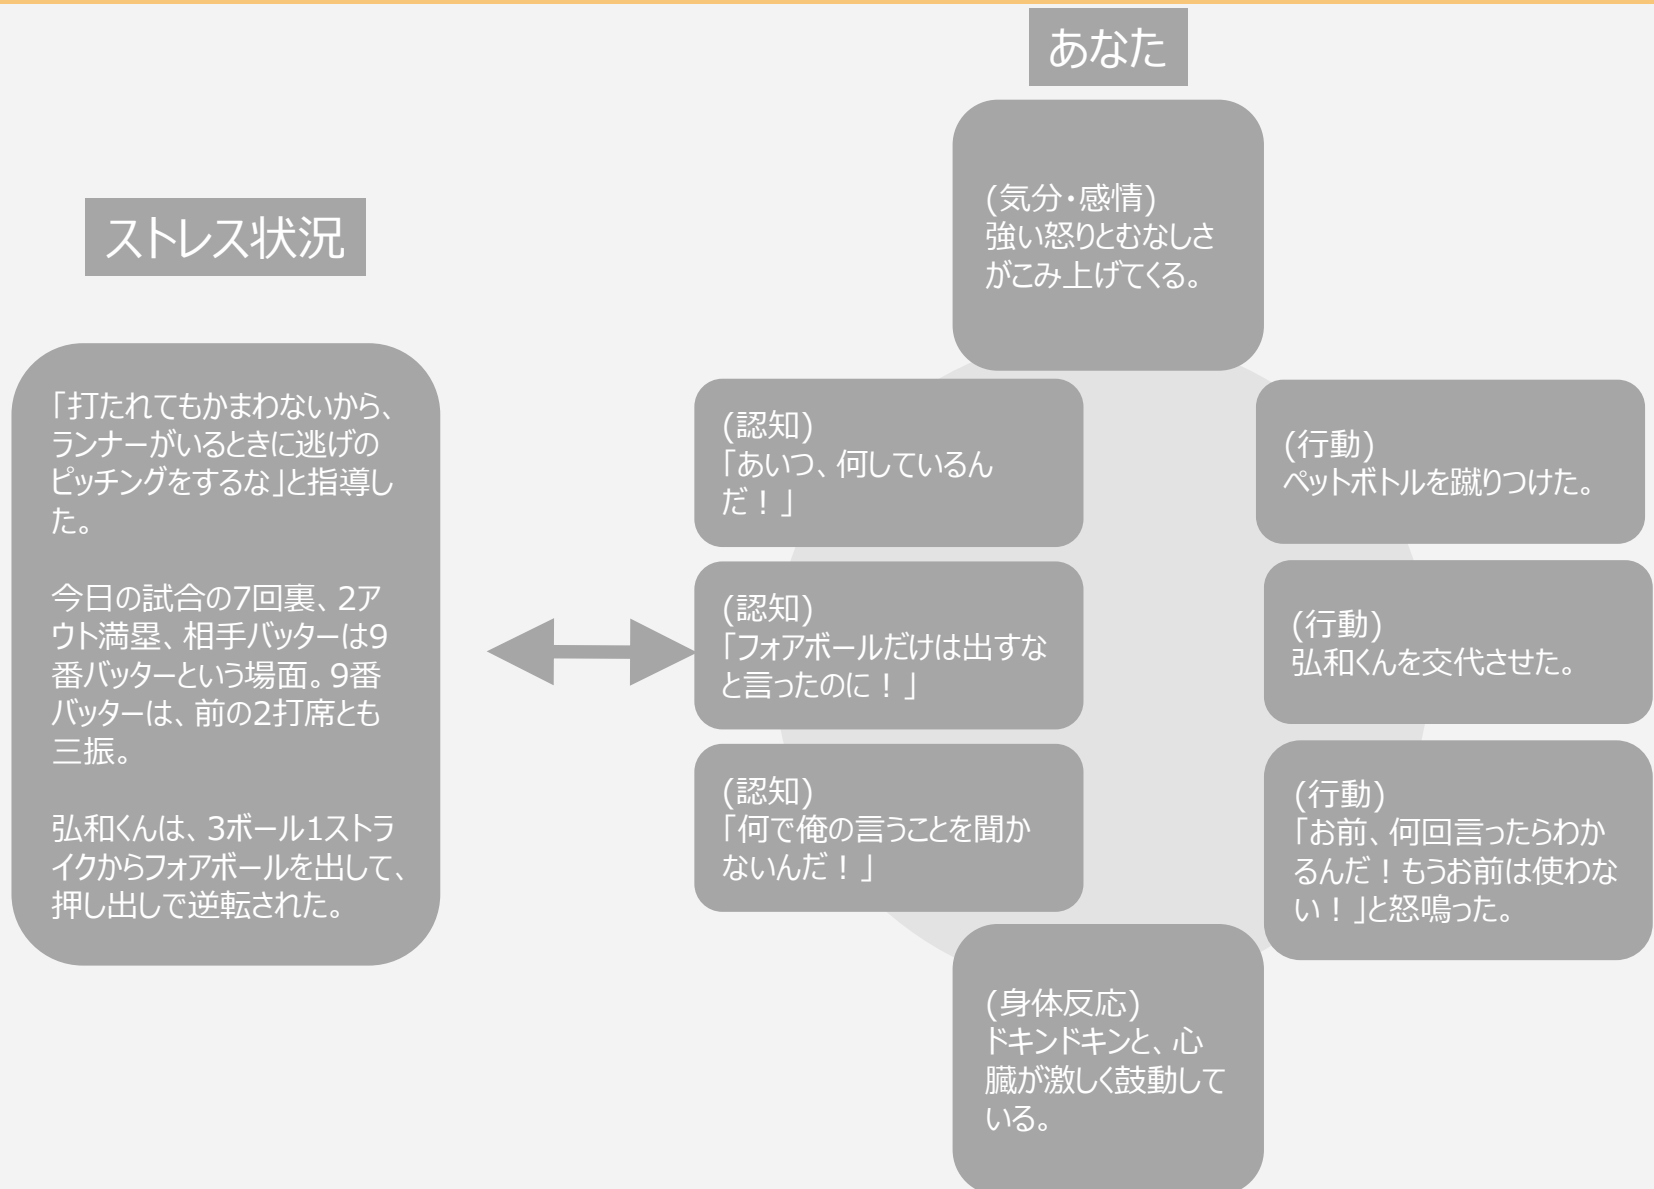 あなた
ストレス状況
「打たれてもかまわないから、
ランナーがいるときに逃げの
ピッチングをするな」と指導し
た。
今日の試合の7回裏、2ア
ウト満塁、相手バッターは9
番バッターという場面。9番
バッターは、前の2打席とも
三振。
弘和くんは、3ボール1ストラ
イクからフォアボールを出して、
押し出しで逆転された。
(気分・感情)
強い怒りとむなしさ
がこみ上げてくる。
(認知)
「あいつ、何しているん
だ！」
(認知)
「フォアボールだけは出すな
と言ったのに！」
(認知)
「何で俺の言うことを聞か
ないんだ！」
(行動)
ペットボトルを蹴りつけた。
(行動)
弘和くんを交代させた。
(行動)
「お前、何回言ったらわか
るんだ！もうお前は使わな
い！」と怒鳴った。
(身体反応)
ドキンドキンと、心
臓が激しく鼓動して
いる。